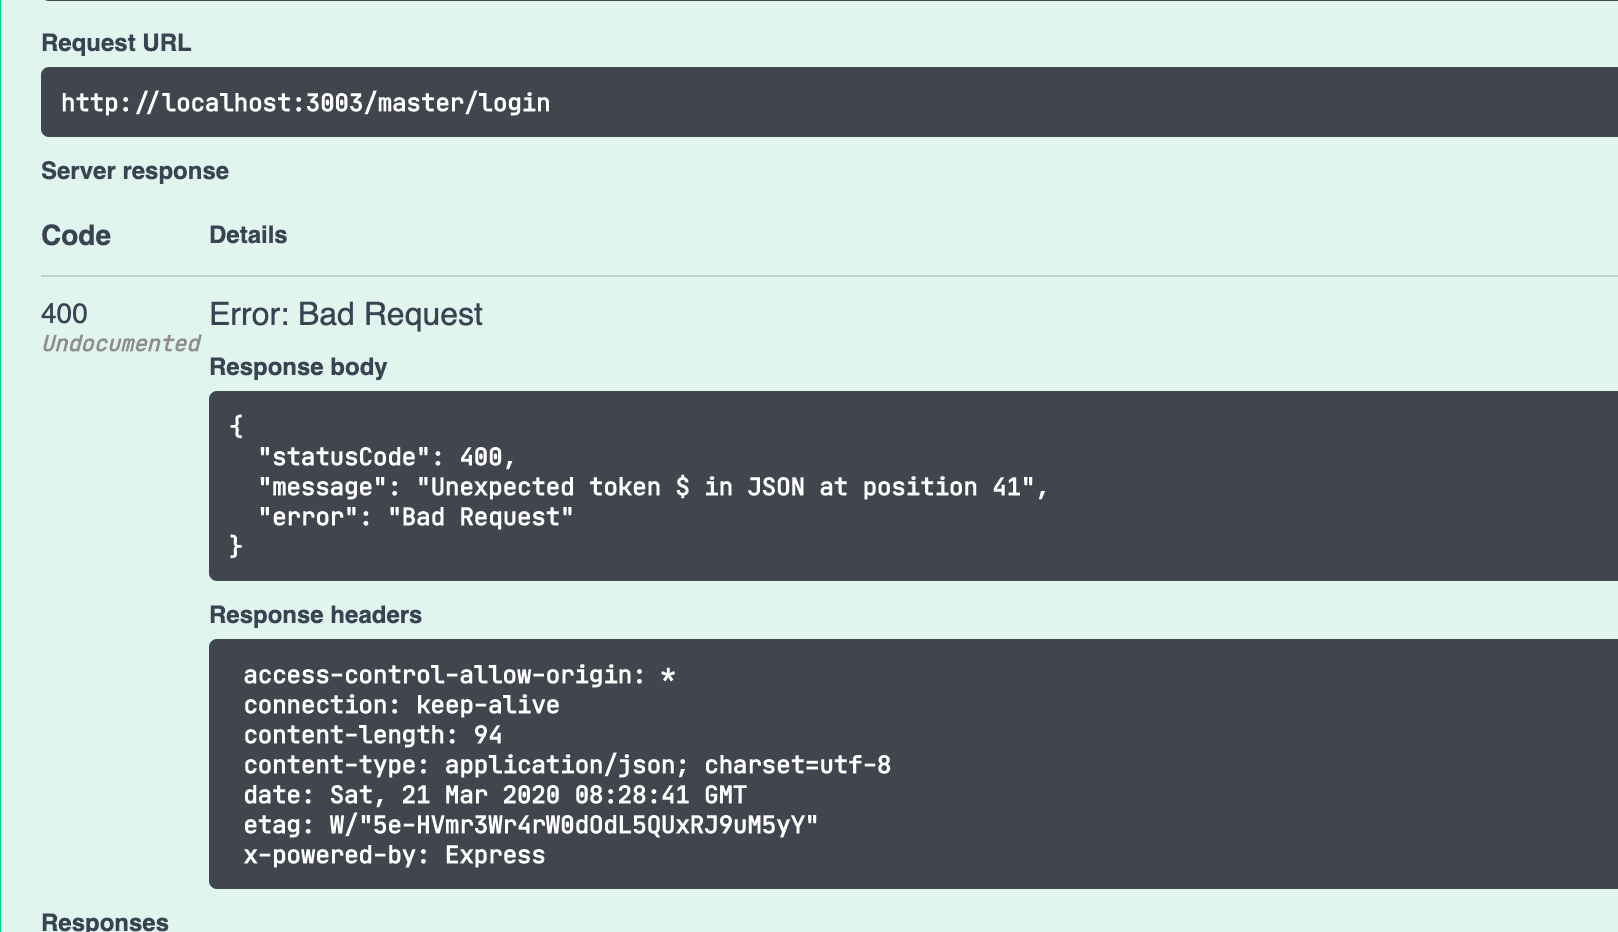 Request URL
http://localhost:3003/master/login
Server response
Code Details
400 Error: Bad Request
Undocumented
Response body
{
"statusCode": 400,
"message": "Unexpected token $ in JSON at position 41",
"error": "Bad Request"
}
Response headers
access-control-allow-origin: *
connection: keep-alive
content-length: 94
content-type: application/json; charset=utf-8
date: Sat, 21 Mar 2020 08:28:41 GMT
etag: W/"5e-HVmr3Wr4rW0dOdL5QUxRJ9uM5yY"
x-powered-by: Express
Responses